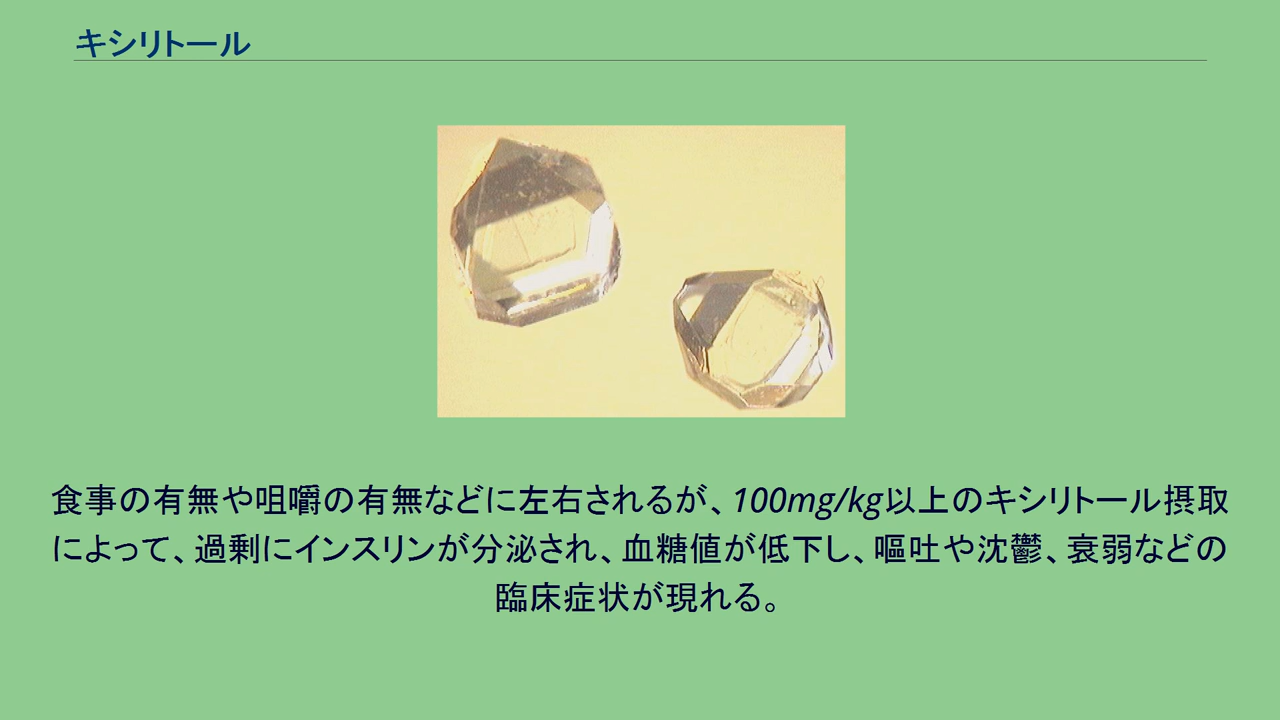 キシリトール
食事の有無や咀嚼の有無などに左右されるが、100mg/kg以上のキシリトール摂取
によって、過剰にインスリンが分泌され、血糖値が低下し、嘔吐や沈鬱、衰弱などの
臨床症状が現れる。